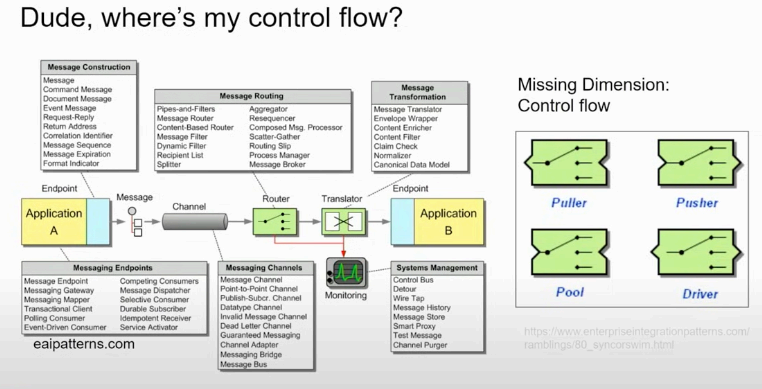 Dude, where's my control flow?
Message Construction
Message
Command Message
Document Message
Event Message
Request-Reply
Return Address
Correlation Identifier
Message Sequence
Message Expiration
Format Indicator
Message Routing
Pipes-and-Filters
Message Router
Content-Based Router
Message Filter
Dynamic Filter
Recipient List
Splitter
Aggregator
Resequencer
Composed Msg. Processor
Scatter-Gather
Routing Slip
Process Manager
Message Broker
Message
Transformation
Message Translator
Envelope Wrapper
Content Enricher
Content Filter
Claim Check
Normalizer
Canonical Data Model
Endpoint
Message
Channel
Router
Translator
Endpoint
Application
A
Application
B
Messaging Endpoints
Message Endpoint
Messaging Gateway
Messaging Mapper
Transactional Client
Polling Consumer
Event-Driven Consumer
Competing Consumers
Message Dispatcher
Selective Consumer
Durable Subscriber
Idempotent Receiver
Service Activator
Messaging Channels
Message Channel
Point-to-Point Channel
Publish-Subcr. Channel
Datatype Channel
Invalid Message Channel
Dead Letter Channel
Guaranteed Messaging
Channel Adapter
Messaging Bridge
Message Bus
Monitoring
Systems Management
Control Bus
Detour
Wire Tap
Message History
Message Store
Smart Proxy
Test Message
Channel Purger
eaipatterns.com
Missing Dimension:
Control flow
Puller
Pusher
Pool
Driver
https://www.enterpriseintegrationpatterns.com/
ramblings/80_syncorswim.html